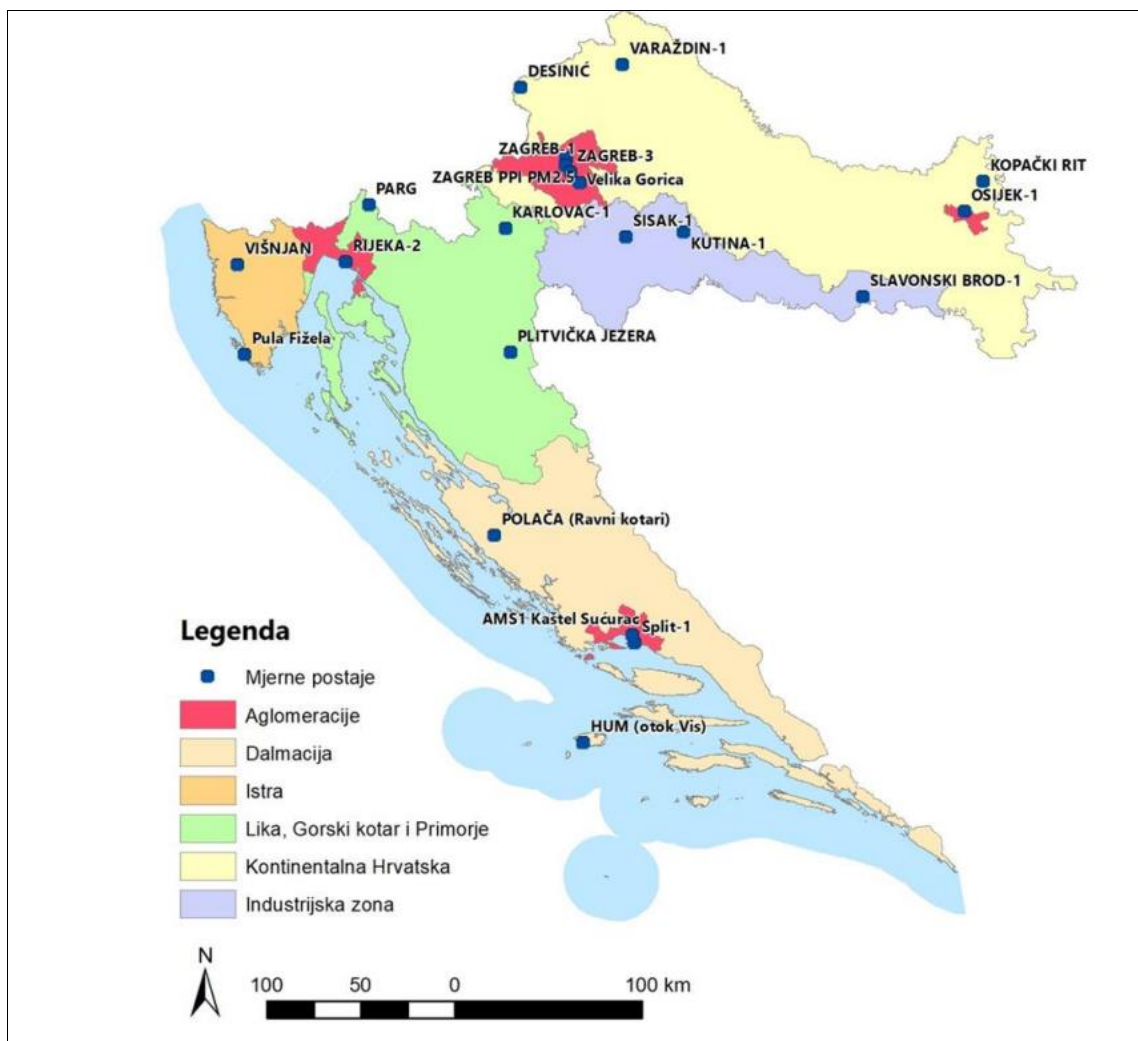 VARAŽDIN-1
DESINIĆ
ZAGREB-1
ZAGREB-3
KOPAČKI RIT
ZAGREB PPI PM2.5
Velika Gorica
PARG
OSIJEK-1
KARLOVAC-1
SISAK-1
VIŠNJAN
RIJEKA-2
KUTINA-1
SLAVONSKI BROD-1
Pula Fižela
PLITVIČKA JEZERA
POLAČA (Ravni kotari)
AMS1 Kaštel Sućurac
Split-1
HUM (otok Vis)
Legenda
Mjerne postaje
Aglomeracije
Dalmacija
Istra
Lika, Gorski kotar i Primorje
Kontinentalna Hrvatska
Industrijska zona
N
100 50 0 100 km